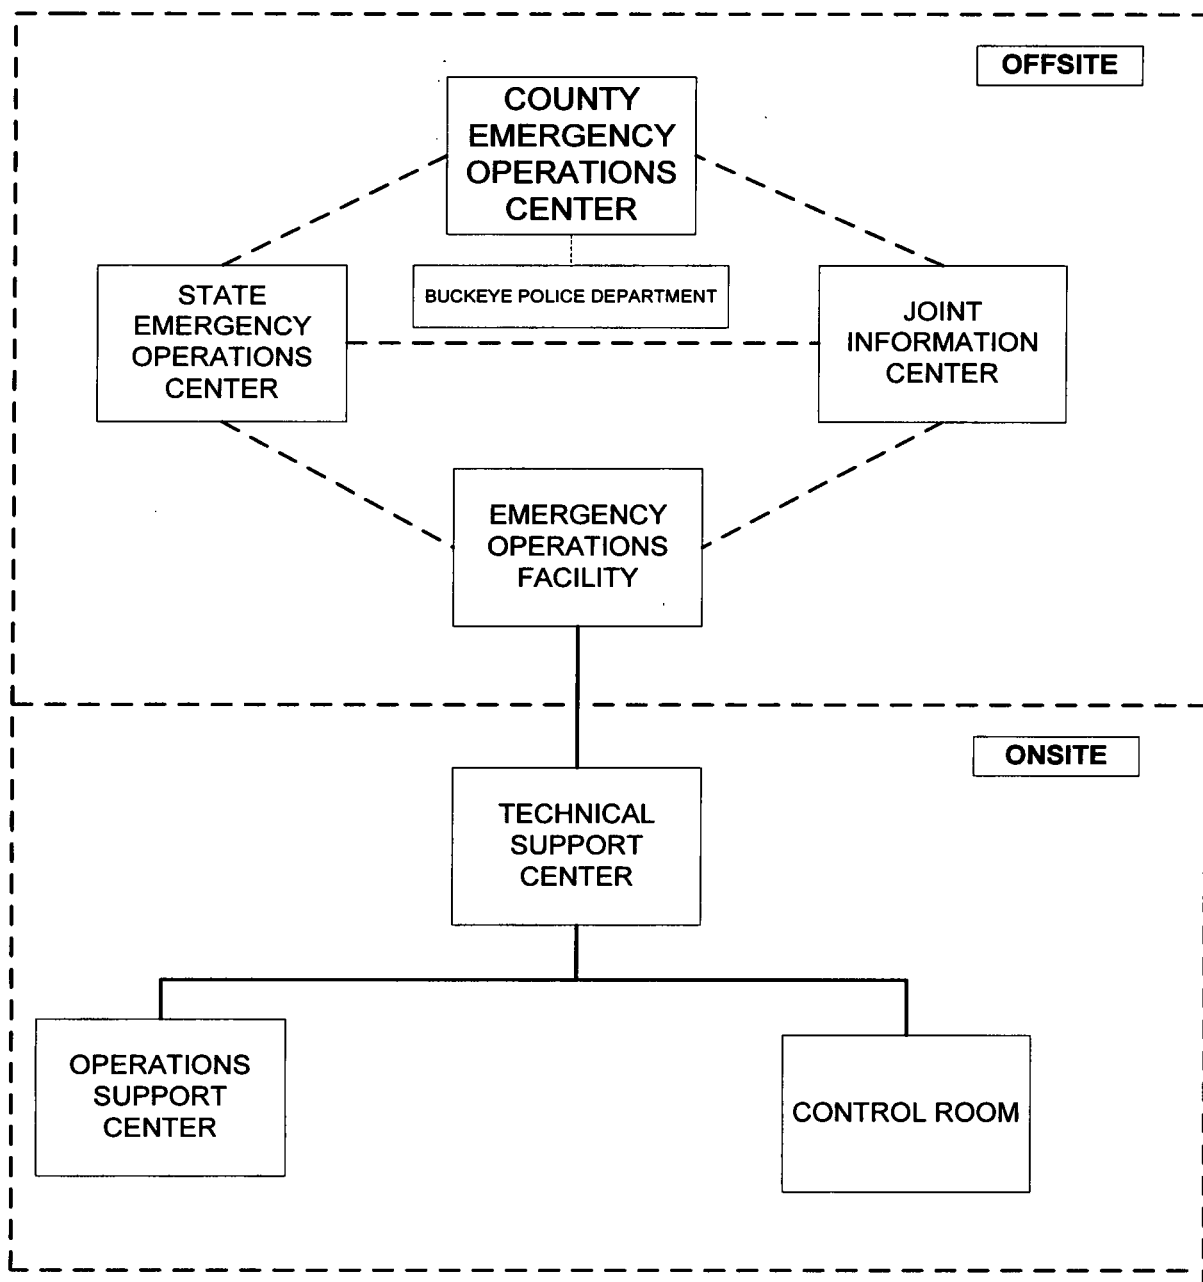 OFFSITE
COUNTY
EMERGENCY
OPERATIONS
CENTER
BUCKEYE POLICE DEPARTMENT
STATE
EMERGENCY
OPERATIONS
CENTER
JOINT
INFORMATION
CENTER
EMERGENCY
OPERATIONS
FACILITY
ONSITE
TECHNICAL
SUPPORT
CENTER
OPERATIONS
SUPPORT
CENTER
CONTROL ROOM